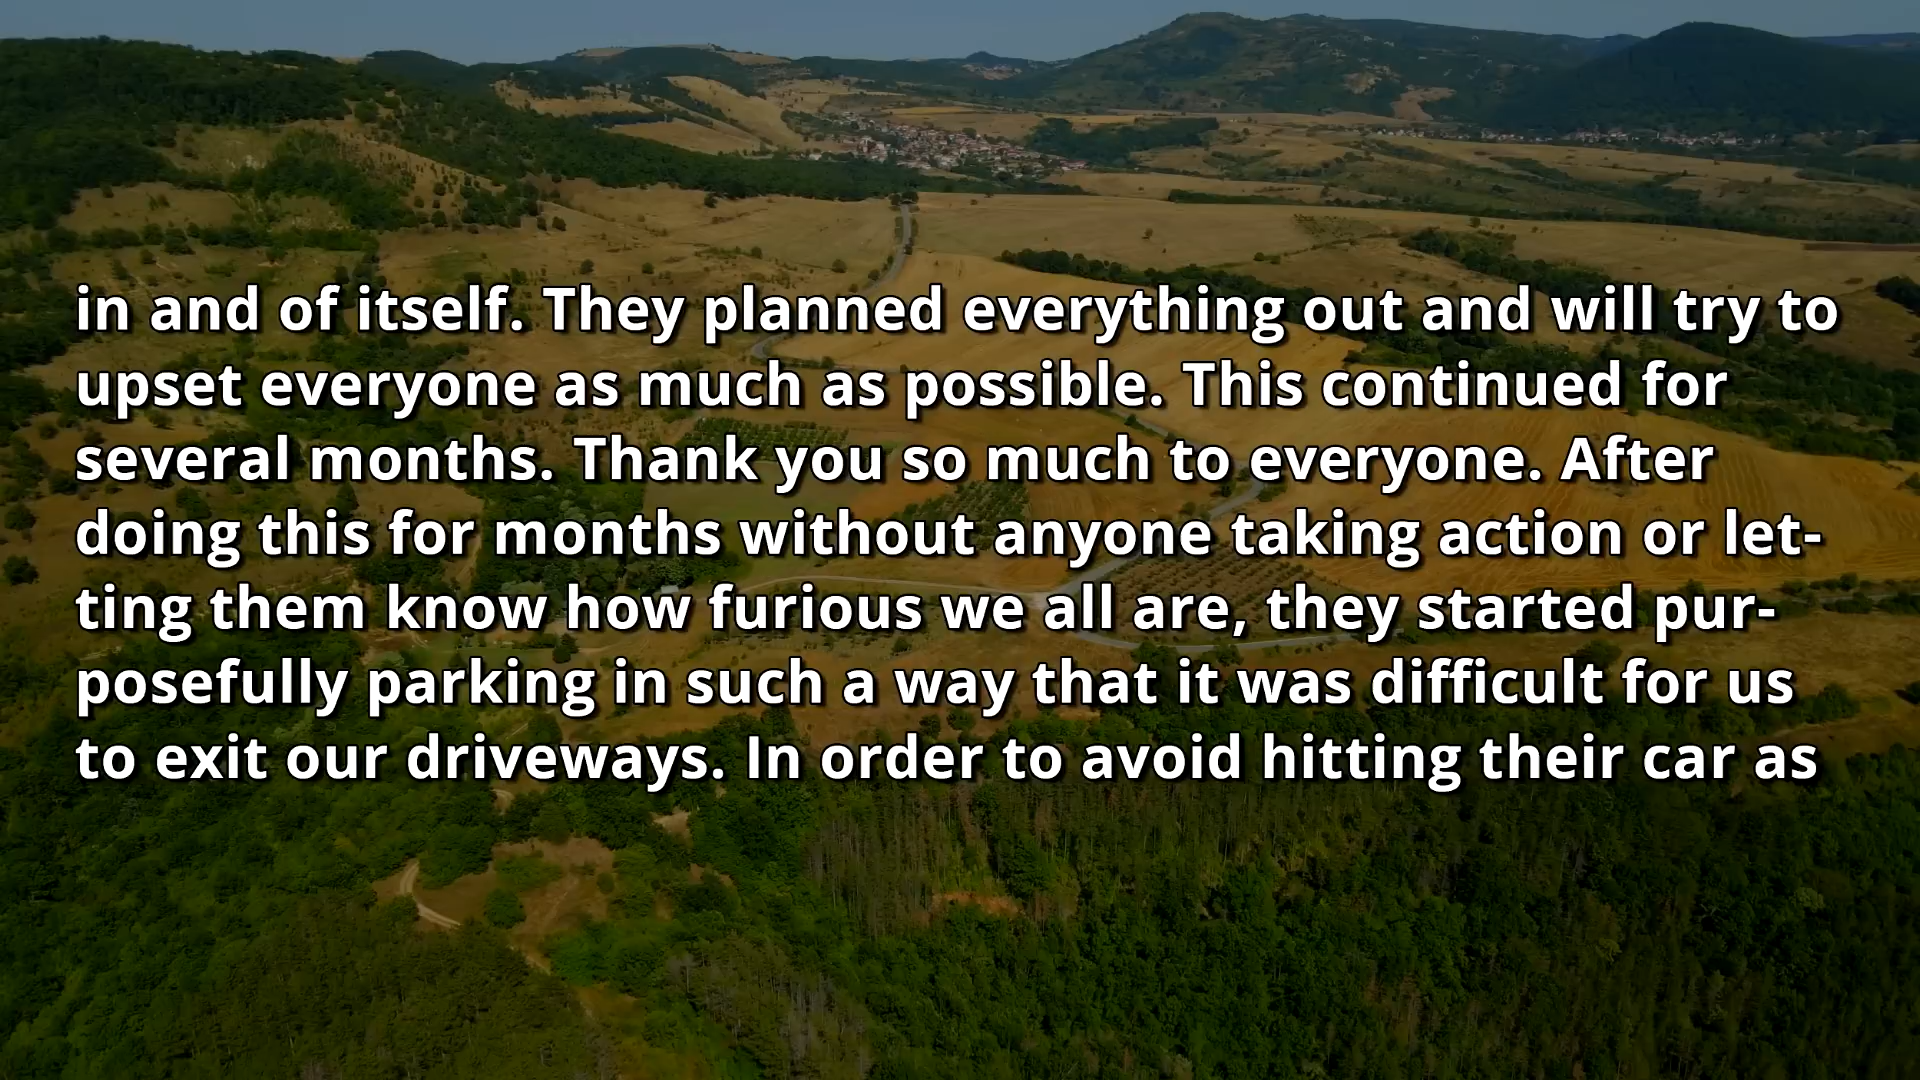 in and of itself. They planned everything out and will try to
upset everyone as much as possible. This continued for
several months. Thank you so much to everyone. After
doing this for months without anyone taking action or let-
ting them know how furious we all are, they started pur-
posefully parking in such a way that it was difficult for us
to exit our driveways. In order to avoid hitting their car as